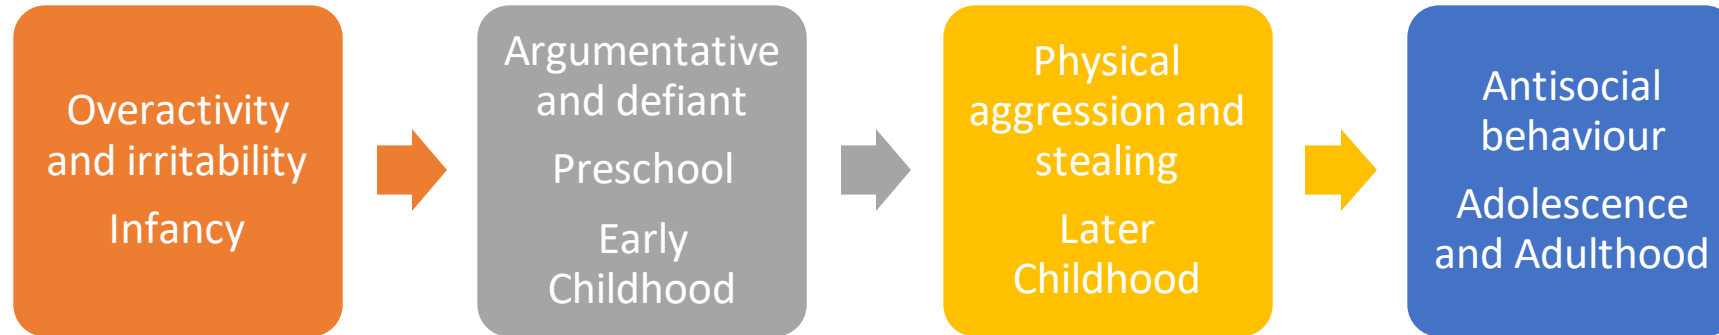 Overactivity
and irritability
Infancy
Argumentative
and defiant
Preschool
Early
Childhood
Physical
aggression and
stealing
Later
Childhood
Antisocial
behaviour
Adolescence
and Adulthood